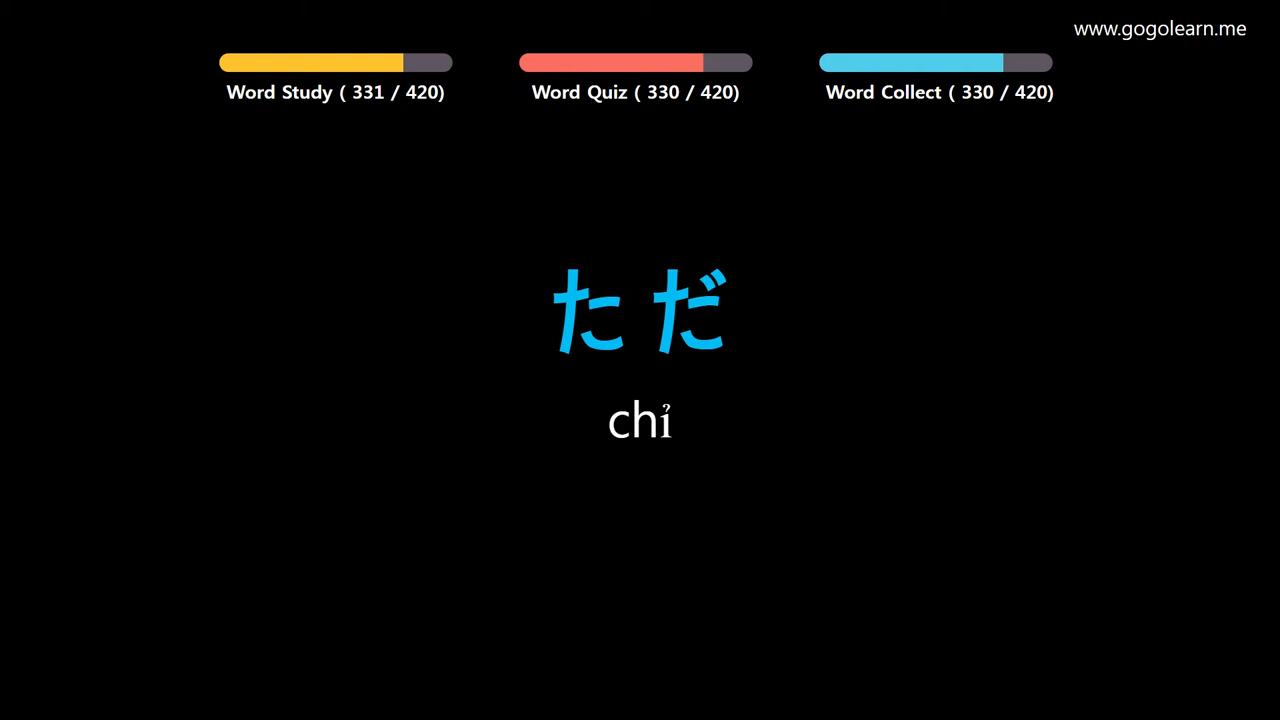 www.gogolearn.me
Word Study ( 331 / 420)
Word Quiz ( 330 / 420)
Word Collect ( 330 / 420)
ただ
chỉ